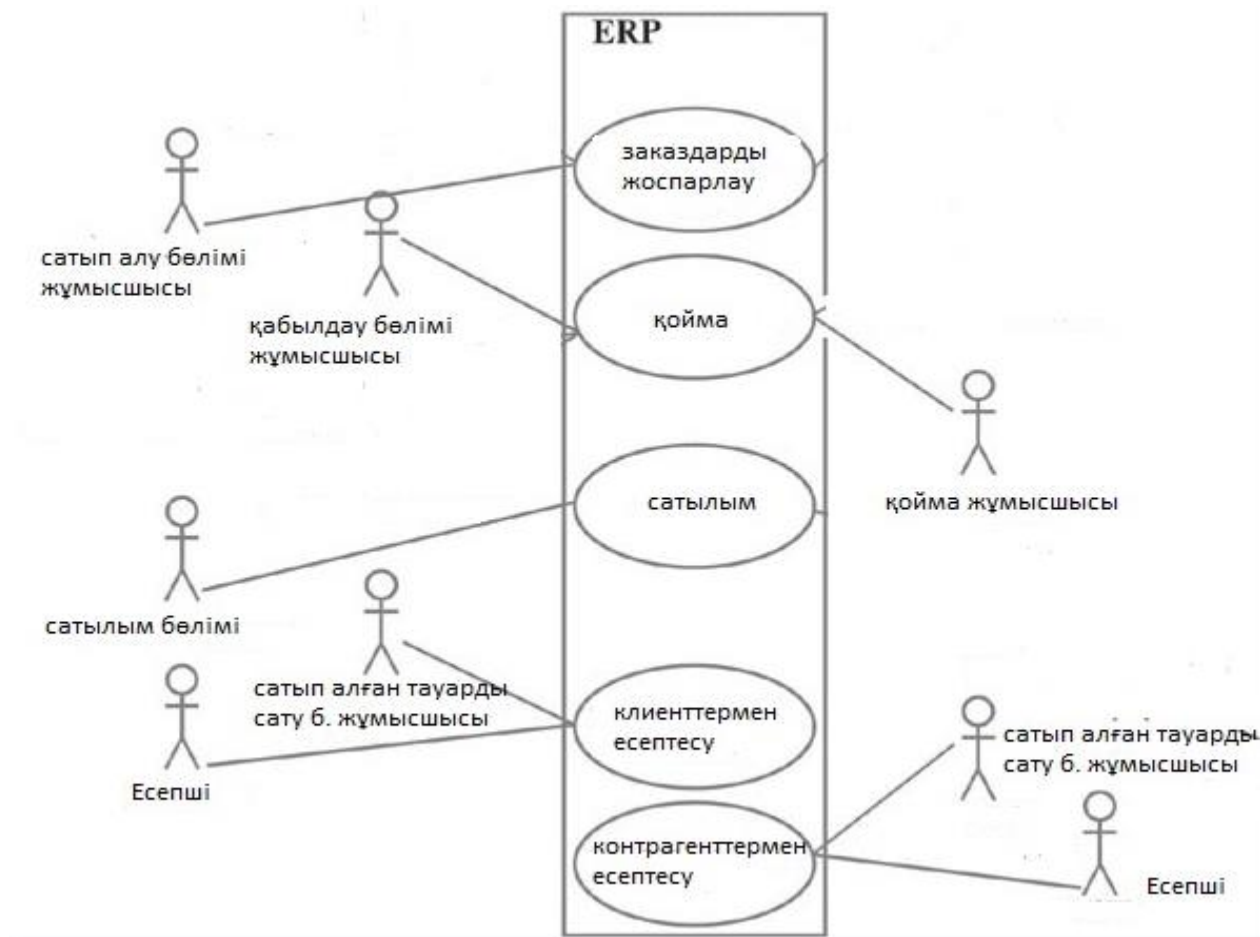 ERP
заказдарды
жоспарлау
сатып алу бөлімі
жұмысшысы
қабылдау бөлімі
жұмысшысы
қойма
қойма жұмысшысы
сатылым
сатылым бөлімі
сатып алған тауарды
сату б. жұмысшысы
клиенттермен
есептесу
Есепші
сатып алған тауарды
сату б. жұмысшысы
контрагенттермен
есептесу
Есепші